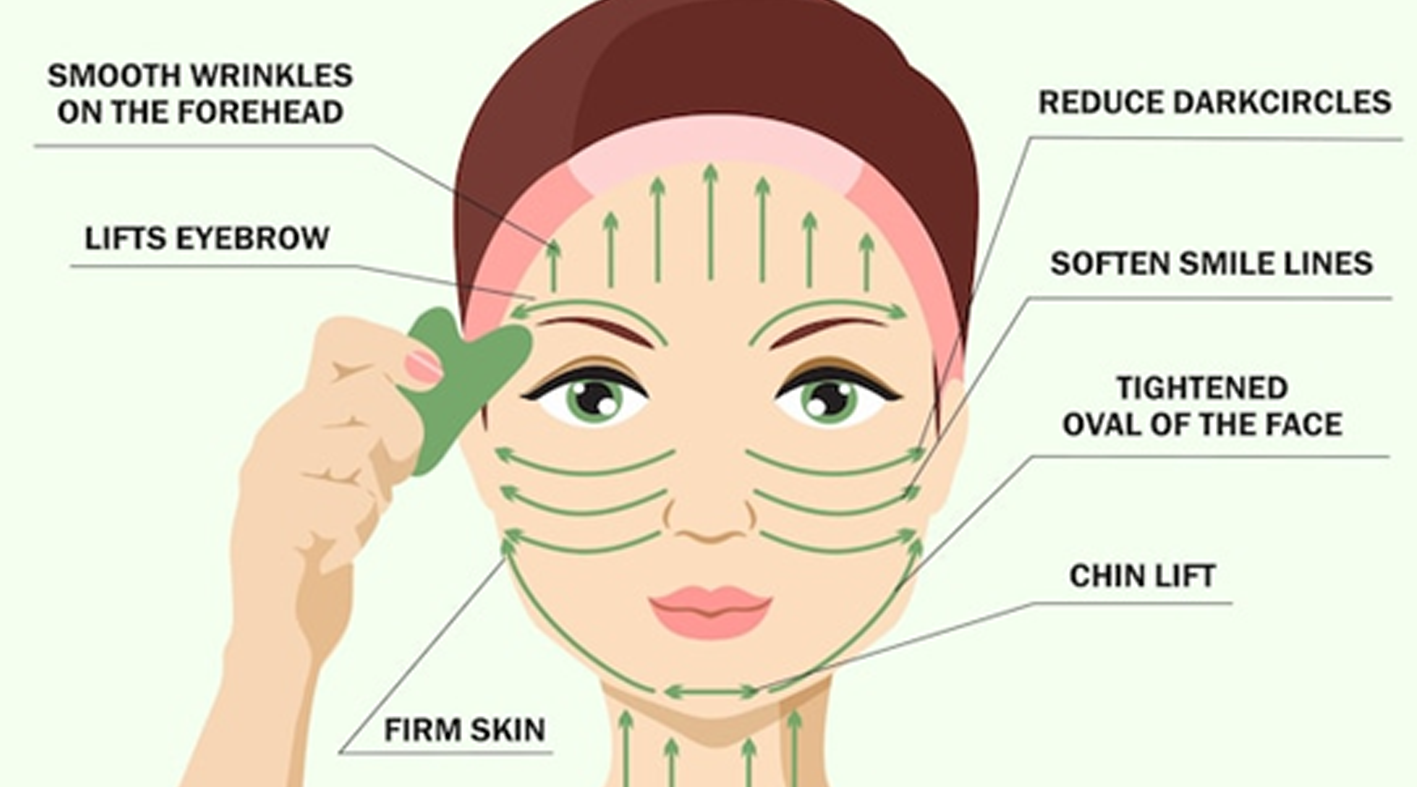 SMOOTH WRINKLES
ON THE FOREHEAD
LIFTS EYEBROW
FIRM SKIN
REDUCE DARKCIRCLES
SOFTEN SMILE LINES
TIGHTENED
OVAL OF THE FACE
CHIN LIFT